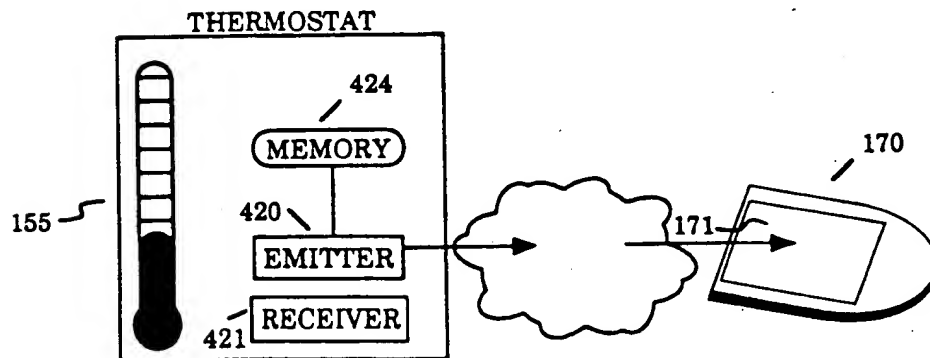 THERMOSTAT
424
MEMORY
170
155
420
171
EMITTER
421
RECEIVER